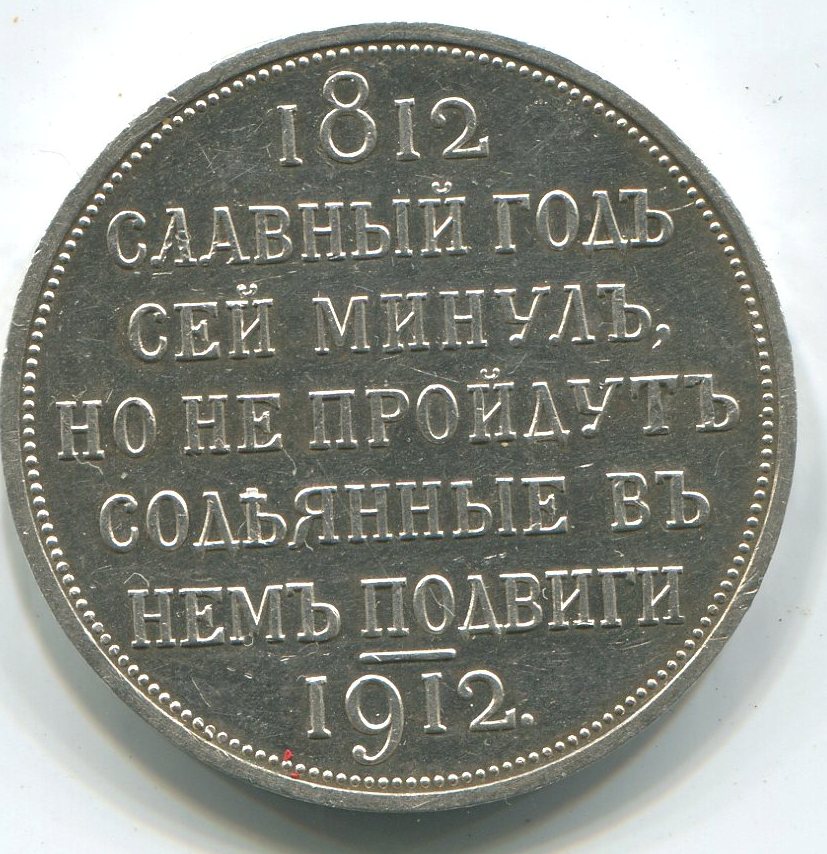 1812
СЛАВНЫЙ ГОДЪ
СЕЙ МИНУЛЪ,
НО НЕ ПРОЙДУТЪ
СОДѢЯННЫЕ ВЪ
НЕМЪ ПОДВИГИ
1912.